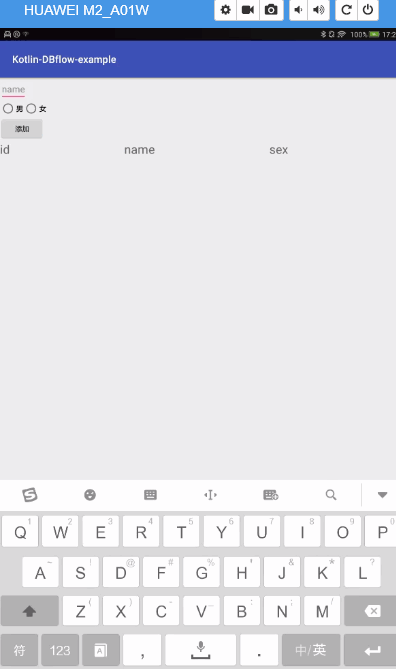 HUAWEI M2_A01W
100% 17:2
Kotlin-DBflow-example
name
男 女
添加
id name sex
Q 1 W 2 E 3 R 4 T 5 Y 6 U 7 I 8 O 9 P 0
A ~ S ! D @ F # G % H ' J & K * L ?
Z ( X ) C - V _ B : N ; M /
符 123 , . 中/英